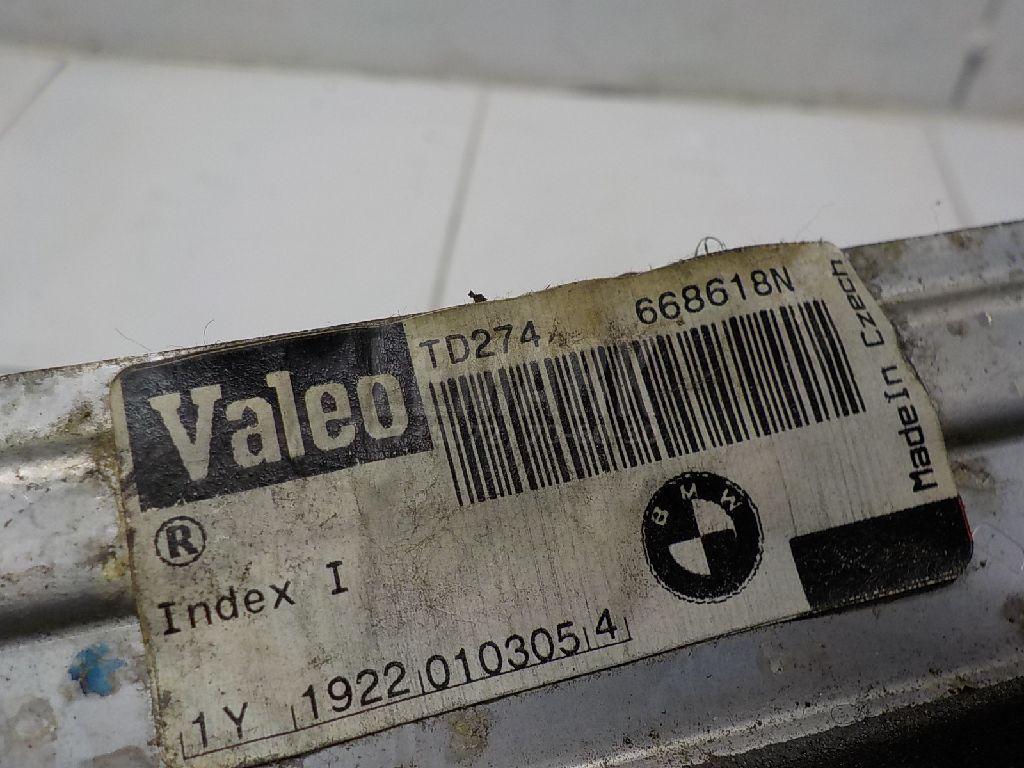 Valeo
TD274 668618N
Made In Czech
®
BMW
Index I
1Y 1922 010305 4